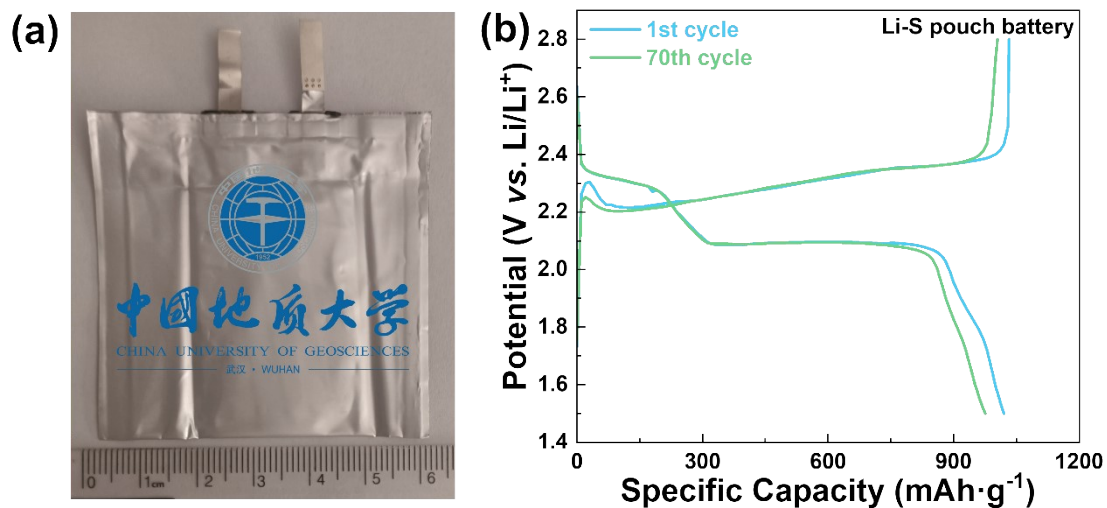 (a)
1952
中国地质大学
CHINA UNIVERSITY OF GEOSCIENCES
武汉 · WUHAN
0 1cm 2 3 4 5 6
(b)
Li-S pouch battery
1st cycle
70th cycle
Potential (V vs. Li/Li⁺)
2.8
2.6
2.4
2.2
2.0
1.8
1.6
1.4
0 300 600 900 1200
Specific Capacity (mAh·g⁻¹)